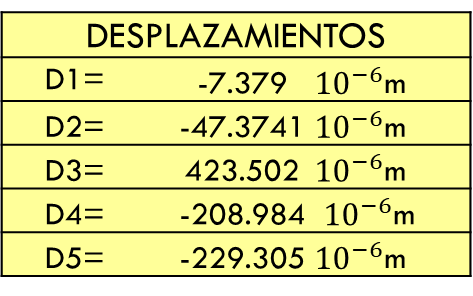 DESPLAZAMIENTOS
D1= -7.379 10⁻⁶m
D2= -47.3741 10⁻⁶m
D3= 423.502 10⁻⁶m
D4= -208.984 10⁻⁶m
D5= -229.305 10⁻⁶m